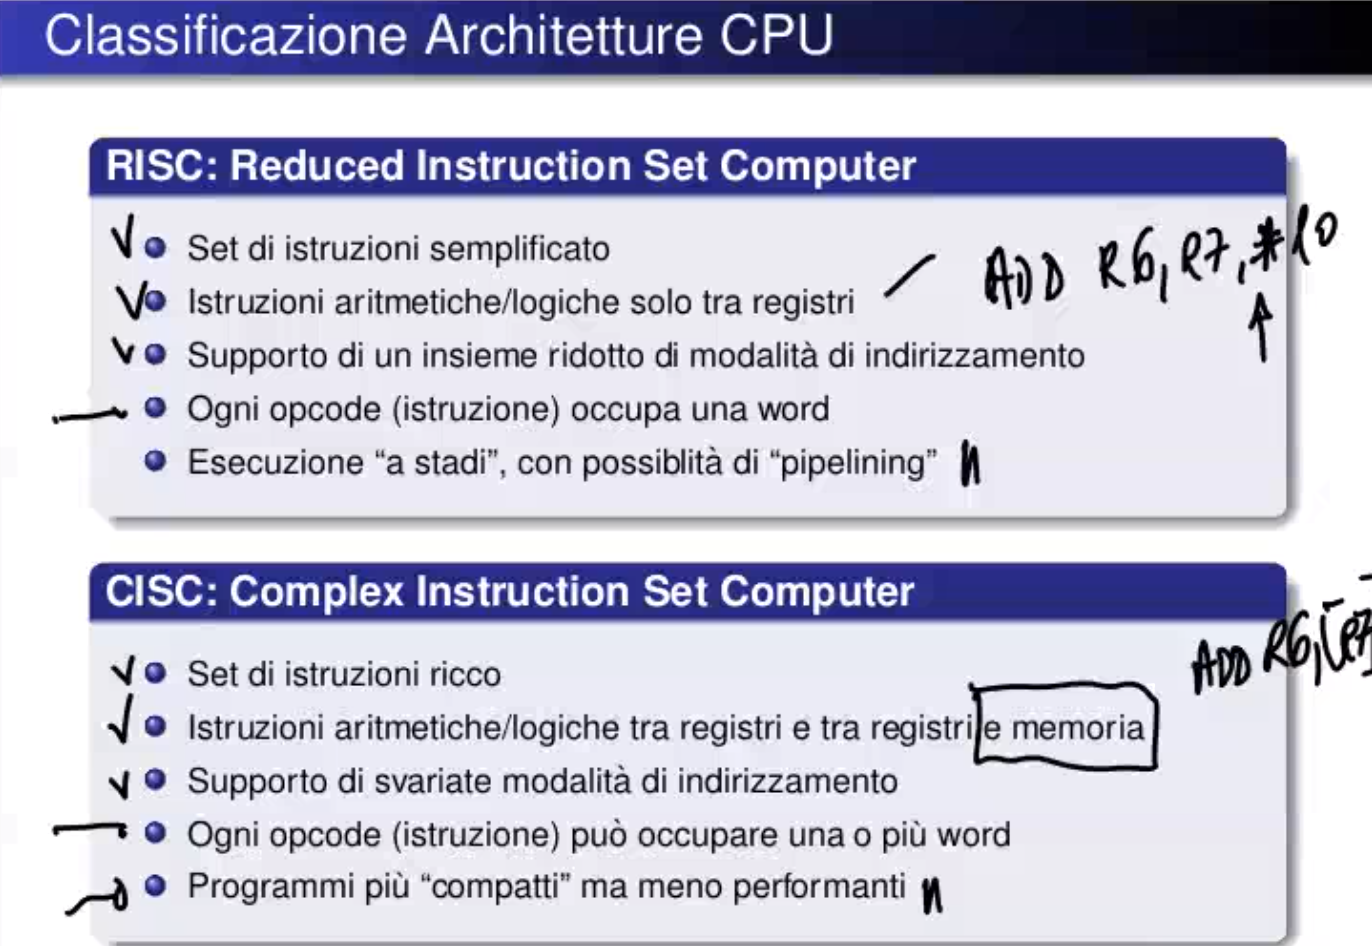 Classificazione Architetture CPU
RISC: Reduced Instruction Set Computer
Set di istruzioni semplificato
Istruzioni aritmetiche/logiche solo tra registri
ADD R6, R7, #10
Supporto di un insieme ridotto di modalità di indirizzamento
Ogni opcode (istruzione) occupa una word
Esecuzione “a stadi”, con possiblità di “pipelining”
CISC: Complex Instruction Set Computer
Set di istruzioni ricco
ADD R6, [R7
Istruzioni aritmetiche/logiche tra registri e tra registri e memoria
Supporto di svariate modalità di indirizzamento
Ogni opcode (istruzione) può occupare una o più word
Programmi più “compatti” ma meno performanti